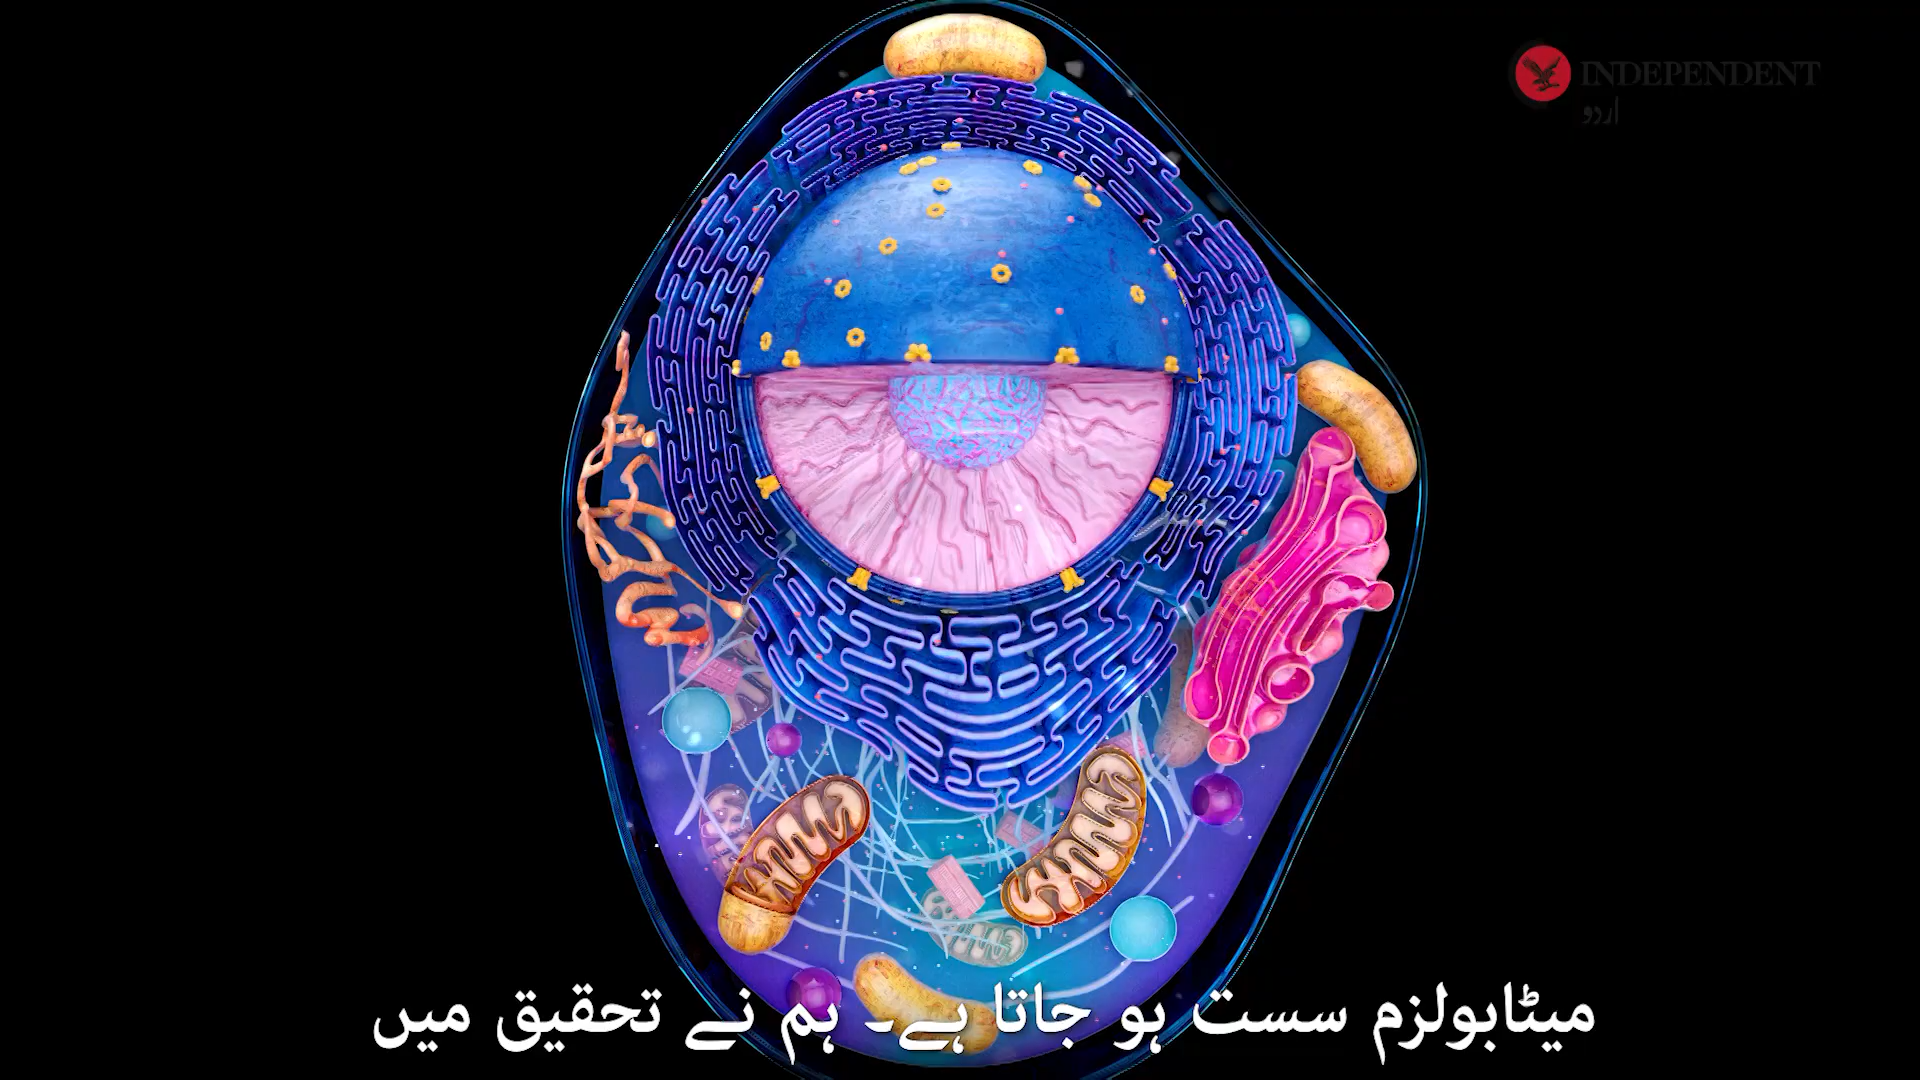 INDEPENDENT
اردو
میٹابولزم سست ہو جاتا ہے۔ ہم نے تحقیق میں